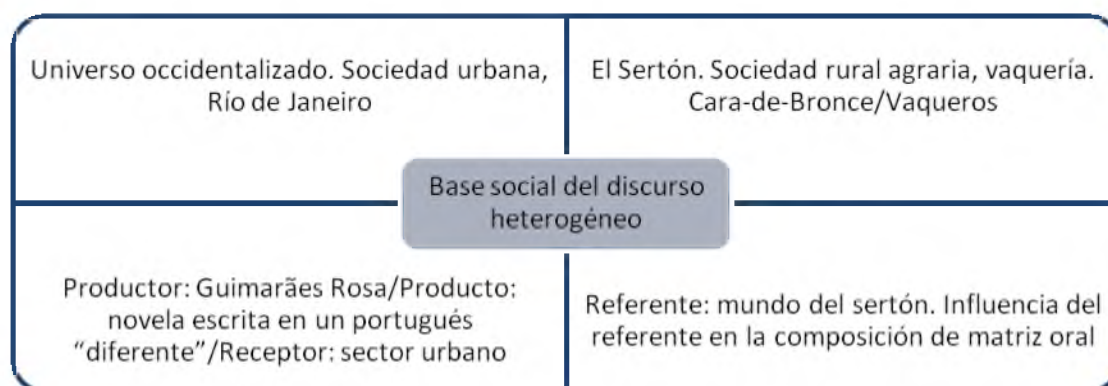 Universo occidentalizado. Sociedad urbana,
Río de Janeiro
El Sertón. Sociedad rural agraria, vaquería.
Cara-de-Bronce/Vaqueros
Base social del discurso
heterogéneo
Productor: Guimarães Rosa/Producto:
novela escrita en un portugués
“diferente”/Receptor: sector urbano
Referente: mundo del sertón. Influencia del
referente en la composición de matriz oral